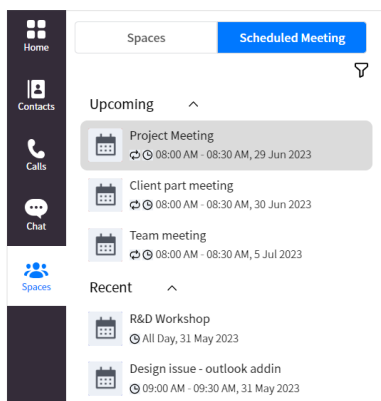 Home
Contacts
Calls
Chat
Spaces
Spaces Scheduled Meeting
Upcoming
Project Meeting
08:00 AM - 08:30 AM, 29 Jun 2023
Client part meeting
08:00 AM - 08:30 AM, 30 Jun 2023
Team meeting
08:00 AM - 08:30 AM, 5 Jul 2023
Recent
R&D Workshop
All Day, 31 May 2023
Design issue - outlook addin
09:00 AM - 09:30 AM, 31 May 2023